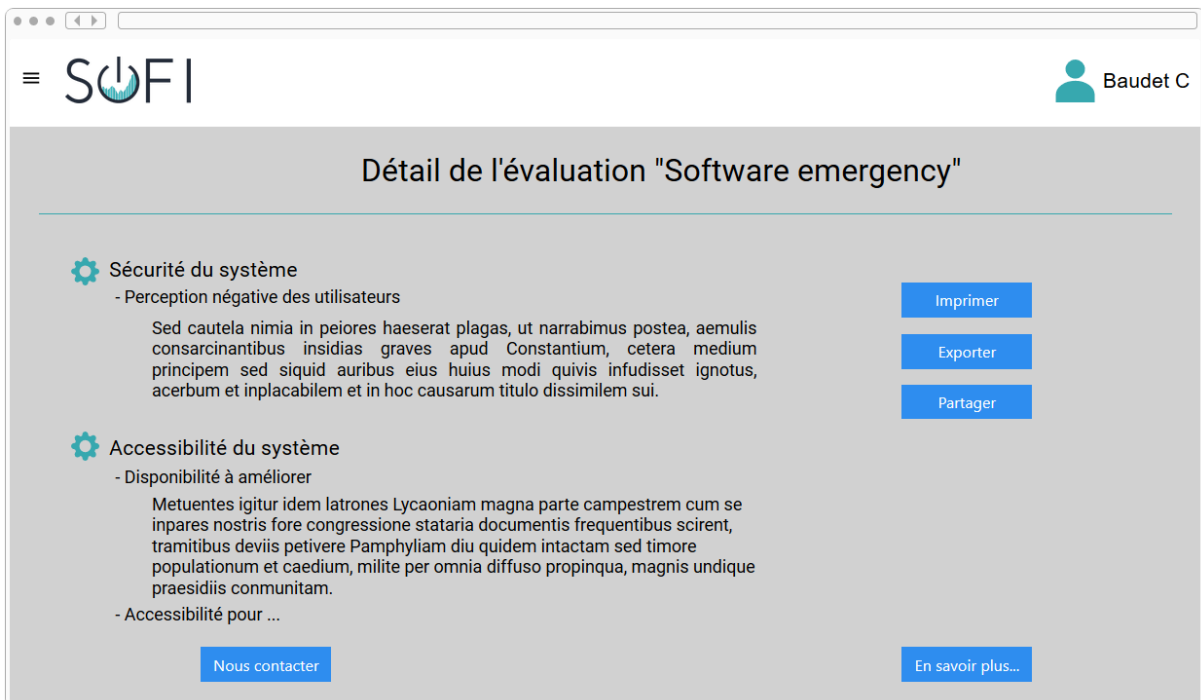 SOFI
Baudet C
Détail de l'évaluation "Software emergency"
Sécurité du système
- Perception négative des utilisateurs
Sed cautela nimia in peiores haeserat plagas, ut narrabimus postea, aemulis
consarcinantibus insidias graves apud Constantium, cetera medium
principem sed siquid auribus eius huius modi quivis infudisset ignotus,
acerbum et inplacabilem et in hoc causarum titulo dissimilem sui.
Imprimer
Exporter
Partager
Accessibilité du système
- Disponibilité à améliorer
Metuentes igitur idem latrones Lycaoniam magna parte campestrem cum se
inpares nostris fore congressione stataria documentis frequentibus scirent,
tramitibus deviis petivere Pamphyliam diu quidem intactam sed timore
populationum et caedium, milite per omnia diffuso propinqua, magnis undique
praesidiis conmunitam.
- Accessibilité pour ...
Nous contacter
En savoir plus...